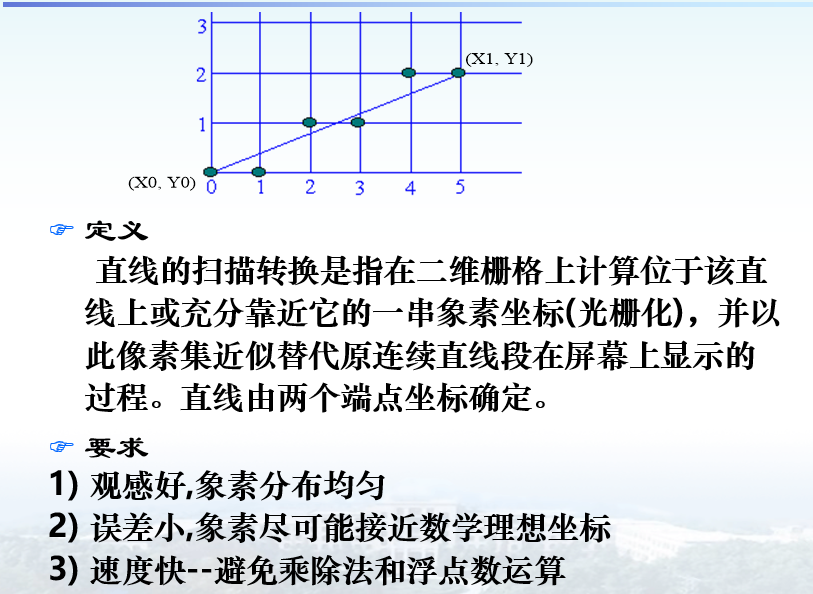 3
2
(X1, Y1)
1
(X0, Y0)
0 1 2 3 4 5
☞ 定义
直线的扫描转换是指在二维栅格上计算位于该直
线上或充分靠近它的一串象素坐标(光栅化)，并以
此像素集近似替代原连续直线段在屏幕上显示的
过程。直线由两个端点坐标确定。
☞ 要求
1) 观感好,象素分布均匀
2) 误差小,象素尽可能接近数学理想坐标
3) 速度快--避免乘除法和浮点数运算